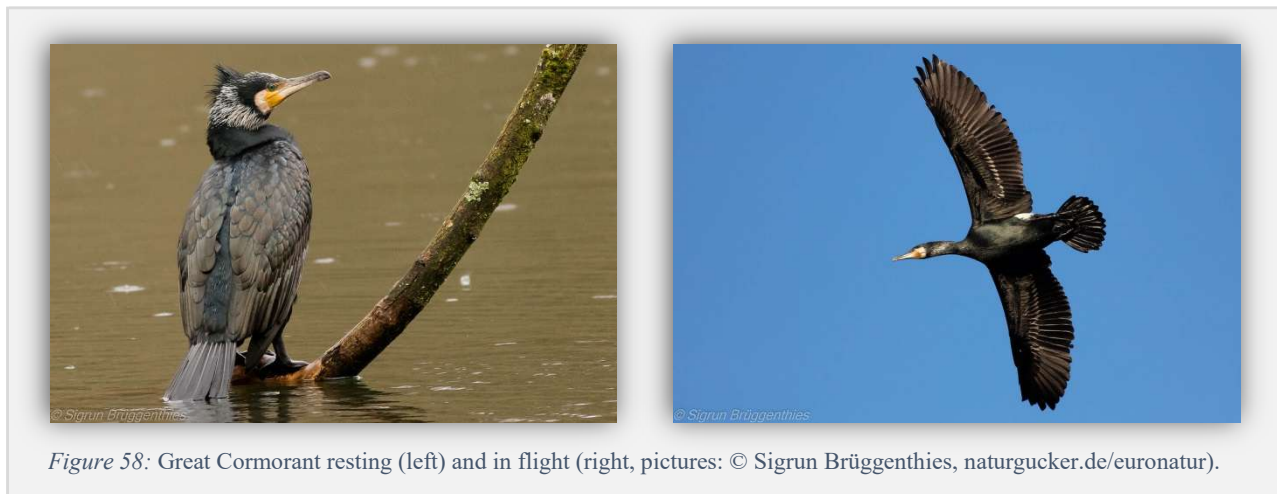 © Sigrun Brüggenthies
© Sigrun Brüggenthies
Figure 58: Great Cormorant resting (left) and in flight (right, pictures: © Sigrun Brüggenthies, naturgucker.de/euronatur).